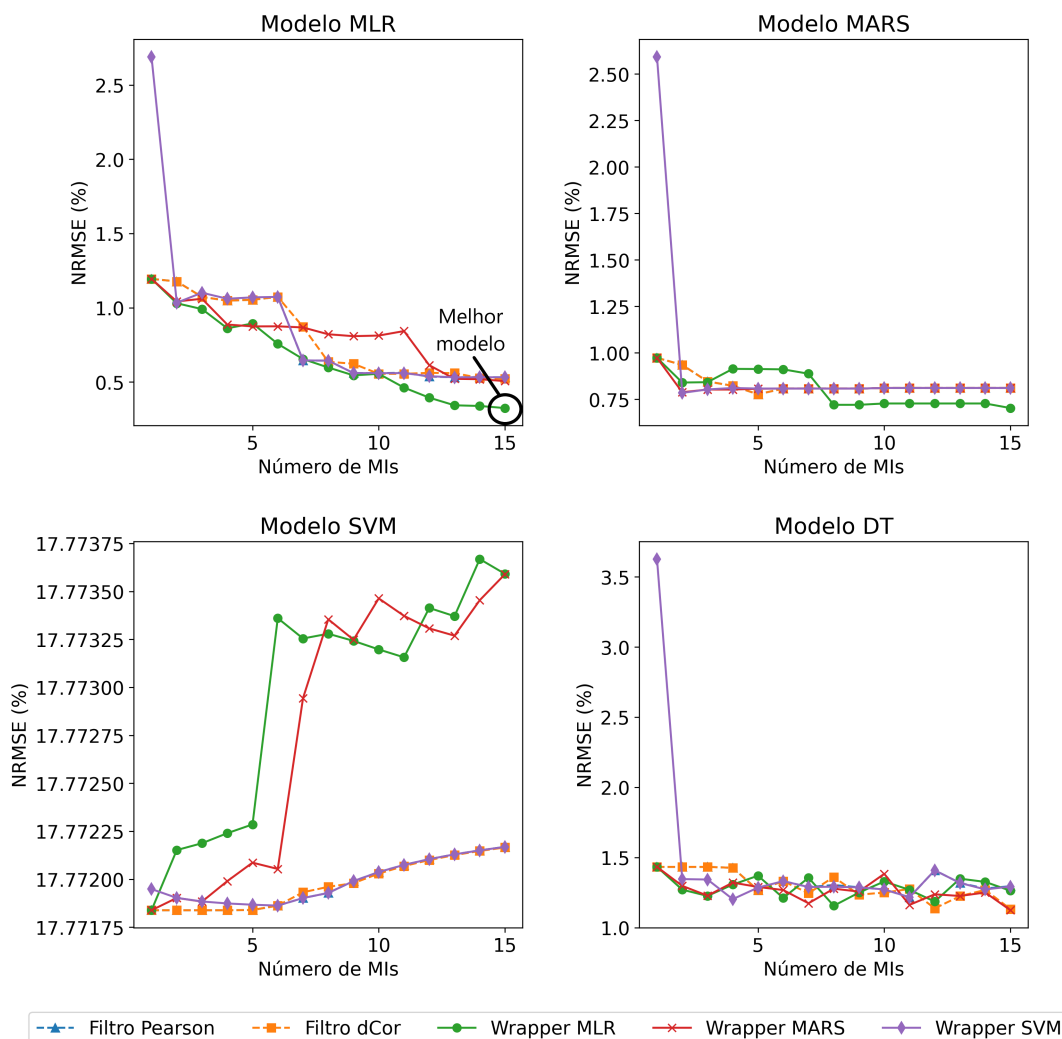 Modelo MLR
NRMSE (%)
2.5
2.0
1.5
1.0
0.5
Melhor
modelo
5
10
15
Número de MIs
Modelo MARS
NRMSE (%)
2.50
2.25
2.00
1.75
1.50
1.25
1.00
0.75
5
10
15
Número de MIs
Modelo SVM
NRMSE (%)
17.77375
17.77350
17.77325
17.77300
17.77275
17.77250
17.77225
17.77200
17.77175
5
10
15
Número de MIs
Modelo DT
NRMSE (%)
3.5
3.0
2.5
2.0
1.5
1.0
5
10
15
Número de MIs
Filtro Pearson
Filtro dCor
Wrapper MLR
Wrapper MARS
Wrapper SVM